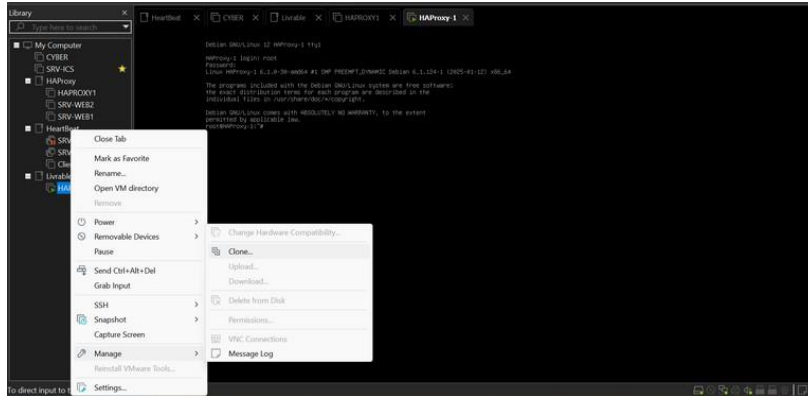 Library
Type here to search
HeartBeat
CYBER
Livrable
HAPROXY1
HAProxy-1
My Computer
CYBER
SRV-ICS
HAProxy
HAPROXY1
SRV-WEB2
SRV-WEB1
HeartBeat
SRV
SRV
Clie
Livrable
HAP
Debian GNU/Linux 12 HAProxy-1 tty1
HAProxy-1 login: root
Password:
Linux HAProxy-1 6.1.0-30-amd64 #1 SMP PREEMPT_DYNAMIC Debian 6.1.124-1 (2025-01-12) x86_64
The programs included with the Debian GNU/Linux system are free software;
the exact distribution terms for each program are described in the
individual files in /usr/share/doc/*/copyright.
Debian GNU/Linux comes with ABSOLUTELY NO WARRANTY, to the extent
permitted by applicable law.
root@HAProxy-1:~#
Close Tab
Mark as Favorite
Rename...
Open VM directory
Remove
Power
Removable Devices
Pause
Send Ctrl+Alt+Del
Grab Input
SSH
Snapshot
Capture Screen
Manage
Reinstall VMware Tools...
Settings...
Change Hardware Compatibility...
Clone...
Upload...
Download...
Delete from Disk
Permissions...
VNC Connections
Message Log
To direct input to t